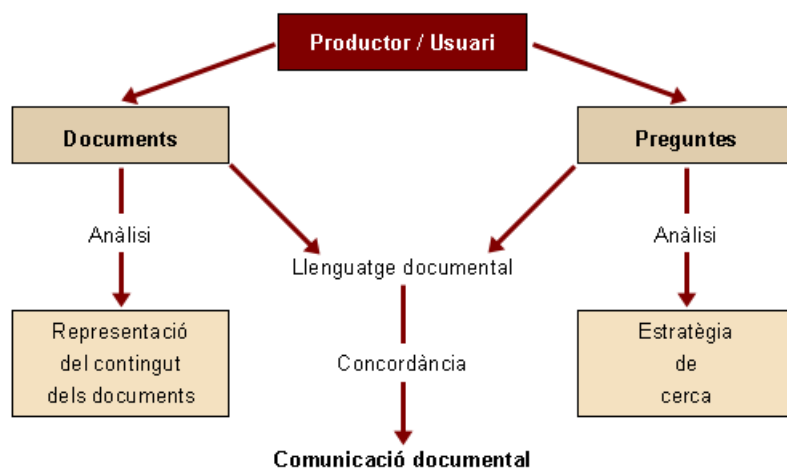 Productor / Usuari
Documents
Preguntes
Anàlisi
Anàlisi
Llenguatge documental
Representació
del contingut
dels documents
Concordància
Estratègia
de
cerca
Comunicació documental